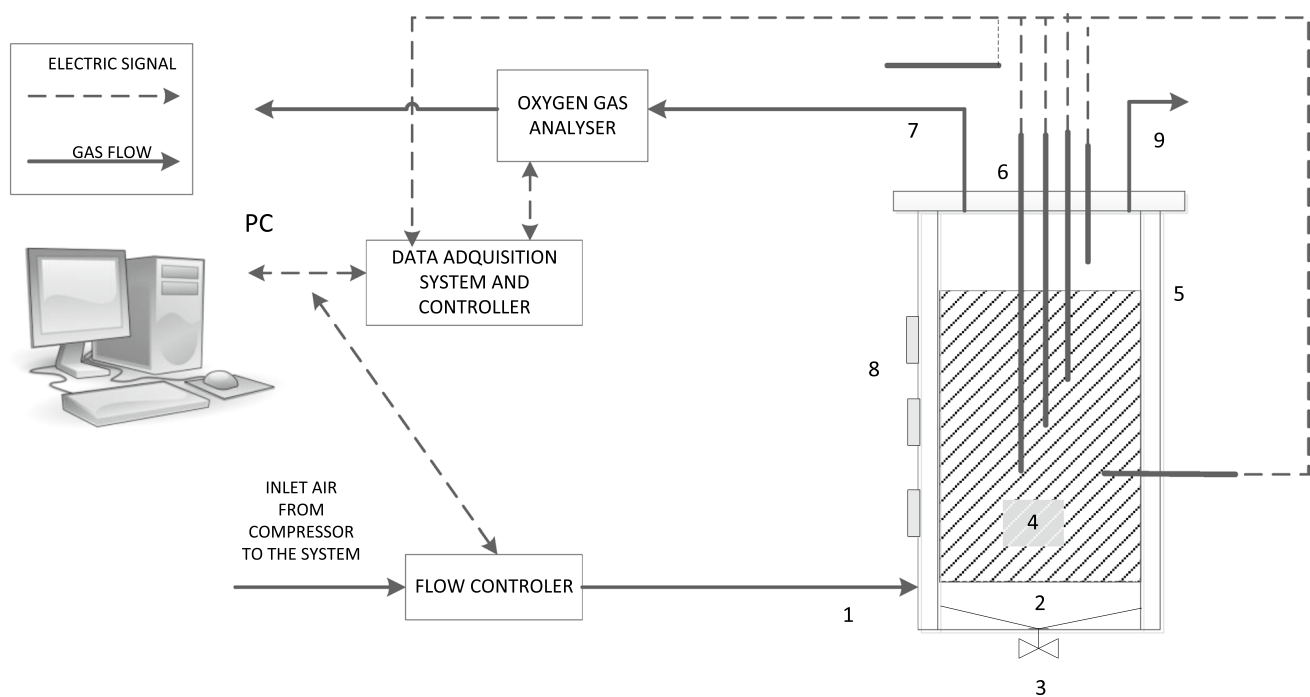 ELECTRIC SIGNAL
GAS FLOW
PC
OXYGEN GAS
ANALYSER
7
6
9
DATA ADQUISITION
SYSTEM AND
CONTROLLER
5
8
INLET AIR
FROM
COMPRESSOR
TO THE SYSTEM
4
FLOW CONTROLER
1
2
3